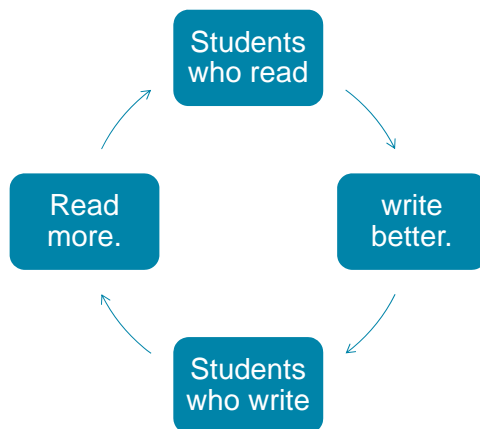 Students
who read
write
better.
Students
who write
Read
more.